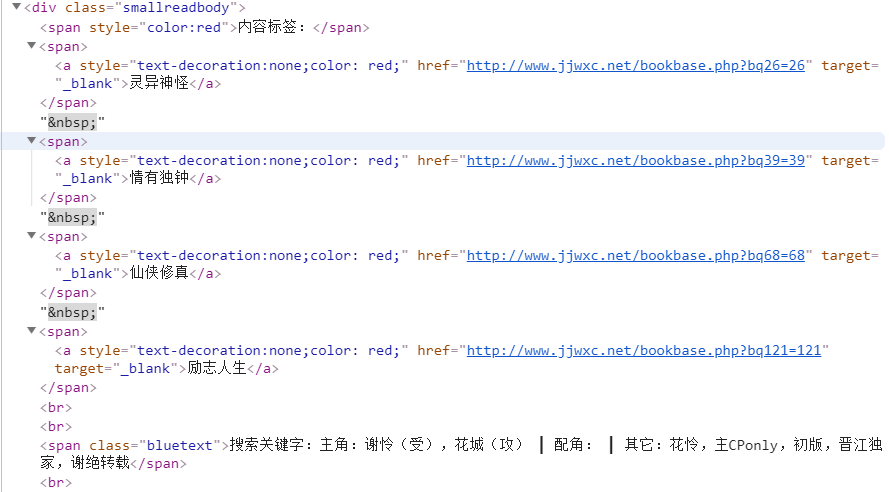 ▼<div class="smallreadbody">
<span style="color:red">内容标签：</span>
▼<span>
<a style="text-decoration:none;color: red;" href="http://www.jjwxc.net/bookbase.php?bq26=26" target=
"_blank">灵异神怪</a>
</span>
"&nbsp;"
▼<span>
<a style="text-decoration:none;color: red;" href="http://www.jjwxc.net/bookbase.php?bq39=39" target=
"_blank">情有独钟</a>
</span>
"&nbsp;"
▼<span>
<a style="text-decoration:none;color: red;" href="http://www.jjwxc.net/bookbase.php?bq68=68" target=
"_blank">仙侠修真</a>
</span>
"&nbsp;"
▼<span>
<a style="text-decoration:none;color: red;" href="http://www.jjwxc.net/bookbase.php?bq121=121"
target="_blank">励志人生</a>
</span>
<br>
<br>
<span class="bluetext">搜索关键字：主角：谢怜（受），花城（攻） ┃ 配角： ┃ 其它：花怜，主CPonly，初版，晋江独
家，谢绝转载</span>
<br>